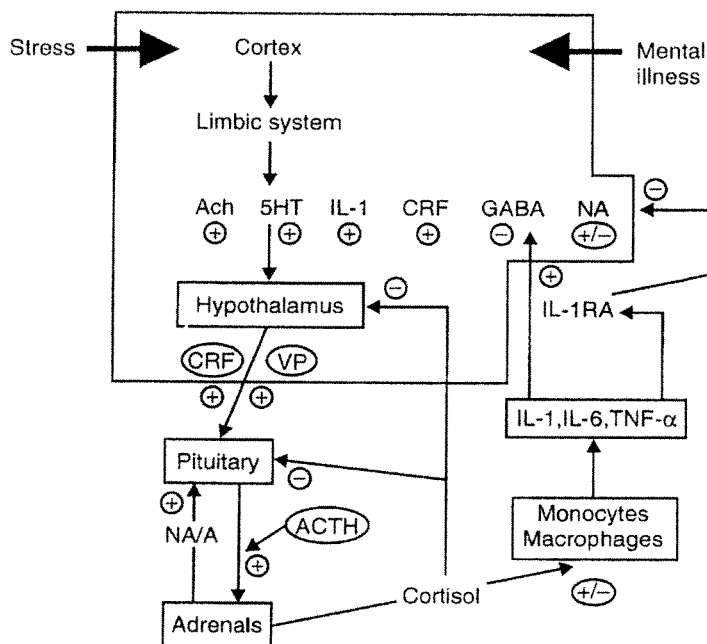 Stress
Cortex
Mental
illness
Limbic system
Ach 5HT IL-1 CRF GABA NA
+ + + + − +/−
−
Hypothalamus
−
+
IL-1RA
CRF VP
+ +
IL-1,IL-6,TNF-α
Pituitary
−
+
NA/A
ACTH
+
Monocytes
Macrophages
+/−
Cortisol
Adrenals